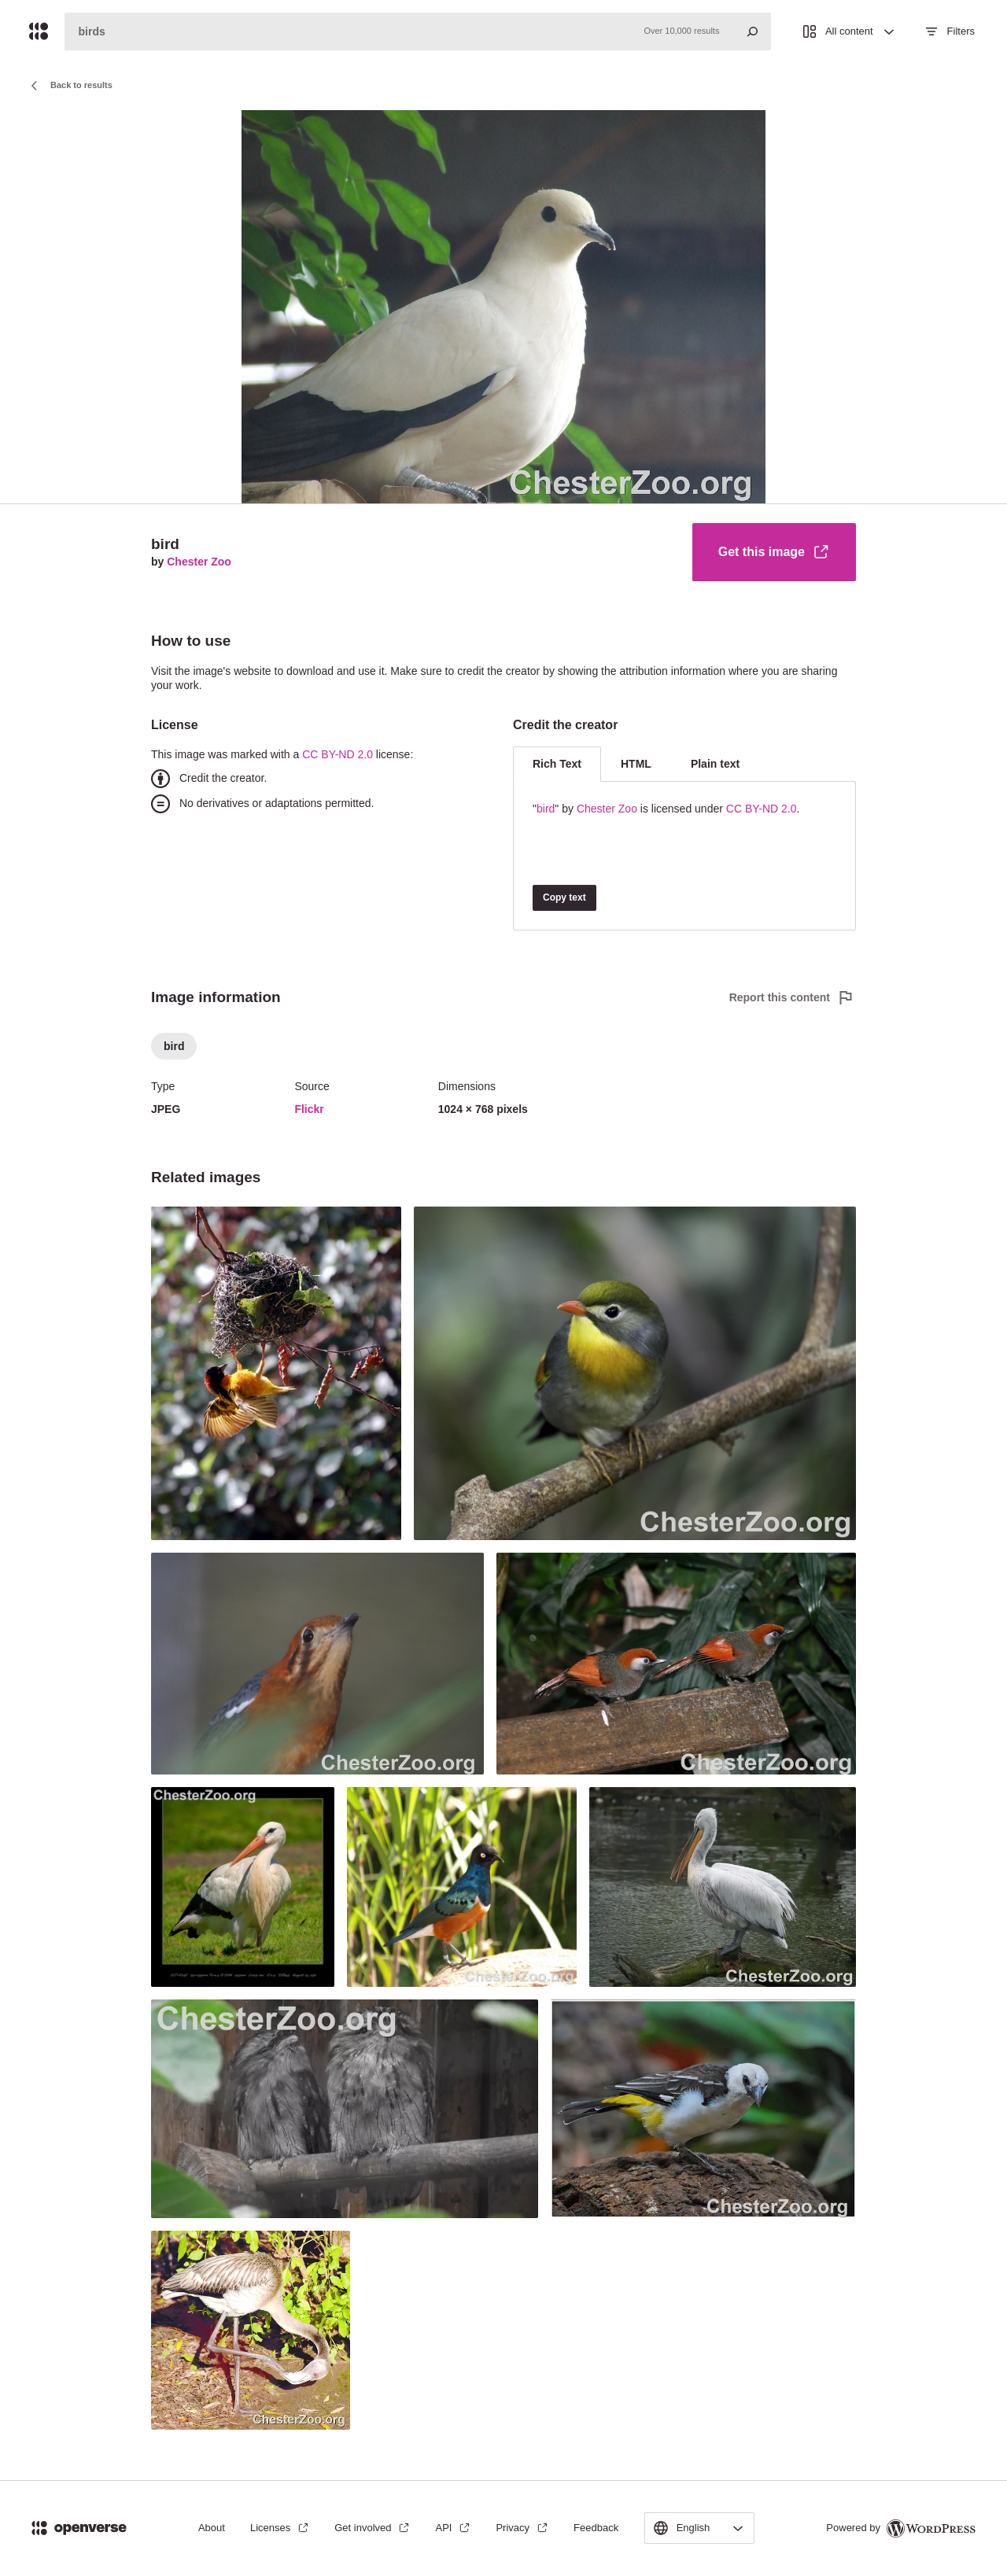 birds
Over 10,000 results
All content
Filters
Back to results
ChesterZoo.org
bird
by Chester Zoo
Get this image
How to use
Visit the image's website to download and use it. Make sure to credit the creator by showing the attribution information where you are sharing
your work.
License
This image was marked with a CC BY-ND 2.0 license:
Credit the creator.
No derivatives or adaptations permitted.
Credit the creator
Rich Text
HTML
Plain text
"bird" by Chester Zoo is licensed under CC BY-ND 2.0.
Copy text
Image information
Report this content
bird
Type
JPEG
Source
Flickr
Dimensions
1024 × 768 pixels
Related images
ChesterZoo.org
ChesterZoo.org
ChesterZoo.org
ChesterZoo.org
ChesterZoo.org
ChesterZoo.org
ChesterZoo.org
ChesterZoo.org
ChesterZoo.org
openverse
About
Licenses
Get involved
API
Privacy
Feedback
English
Powered by WORDPRESS